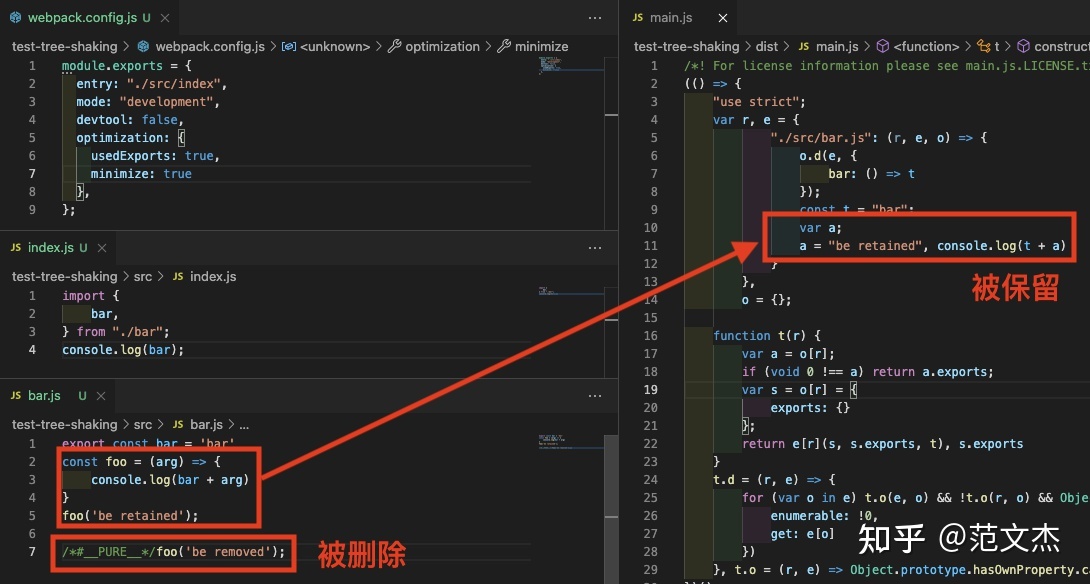 webpack.config.js U ×
test-tree-shaking > webpack.config.js > <unknown> > optimization > minimize
1 module.exports = {
2 entry: "./src/index",
3 mode: "development",
4 devtool: false,
5 optimization: {
6 usedExports: true,
7 minimize: true
8 },
9 };
JS index.js U ×
test-tree-shaking > src > JS index.js
1 import {
2 bar,
3 } from "./bar";
4 console.log(bar);
JS bar.js U ×
test-tree-shaking > src > JS bar.js > ...
1 export const bar = 'bar'
2 const foo = (arg) => {
3 console.log(bar + arg)
4 }
5 foo('be retained');
6
7 /*#__PURE__*/foo('be removed');
被删除
JS main.js ×
test-tree-shaking > dist > JS main.js > <function> > t > construct
1 /*! For license information please see main.js.LICENSE.t
2 (() => {
3 "use strict";
4 var r, e = {
5 "./src/bar.js": (r, e, o) => {
6 o.d(e, {
7 bar: () => t
8 });
9 const t = "bar";
10 var a;
11 a = "be retained", console.log(t + a)
12 }
13 },
14 o = {};
被保留
15
16 function t(r) {
17 var a = o[r];
18 if (void 0 !== a) return a.exports;
19 var s = o[r] = {
20 exports: {}
21 };
22 return e[r](s, s.exports, t), s.exports
23 }
24 t.d = (r, e) => {
25 for (var o in e) t.o(e, o) && !t.o(r, o) && Obje
26 enumerable: !0,
27 get: e[o]
28 })
29 }, t.o = (r, e) => Object.prototype.hasOwnProperty.c
知乎 @范文杰